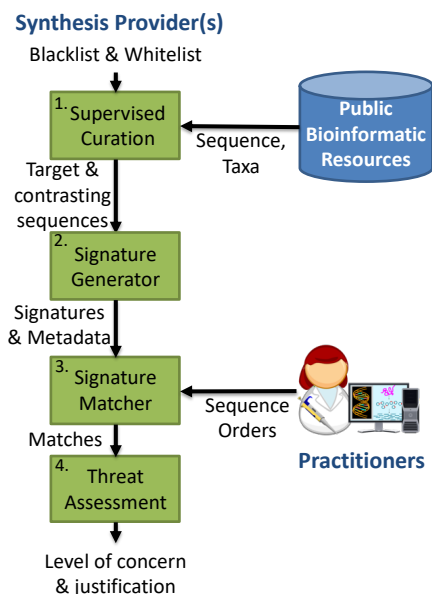 Synthesis Provider(s)
Blacklist & Whitelist
1.
Supervised
Curation
Public
Bioinformatic
Resources
Sequence,
Taxa
Target &
contrasting
sequences
2.
Signature
Generator
Signatures
& Metadata
3.
Signature
Matcher
Sequence
Orders
Practitioners
Matches
4.
Threat
Assessment
Level of concern
& justification